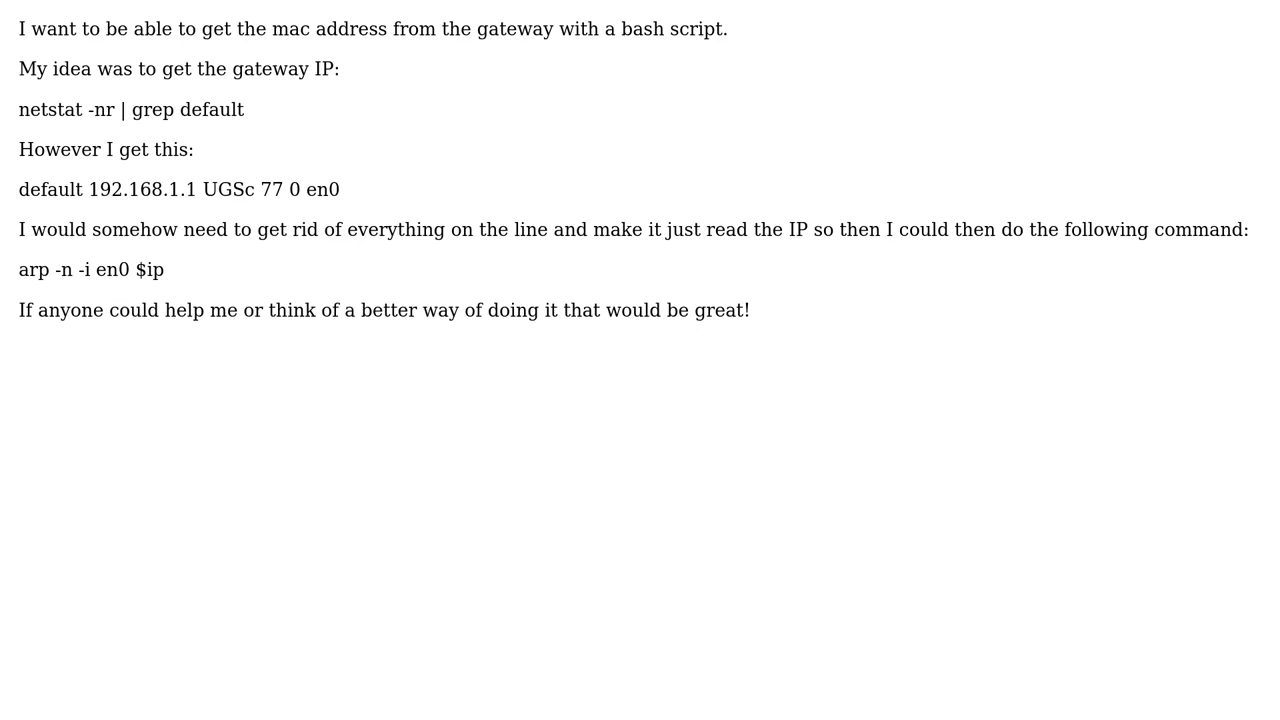 I want to be able to get the mac address from the gateway with a bash script.
My idea was to get the gateway IP:
netstat -nr | grep default
However I get this:
default 192.168.1.1 UGSc 77 0 en0
I would somehow need to get rid of everything on the line and make it just read the IP so then I could then do the following command:
arp -n -i en0 $ip
If anyone could help me or think of a better way of doing it that would be great!